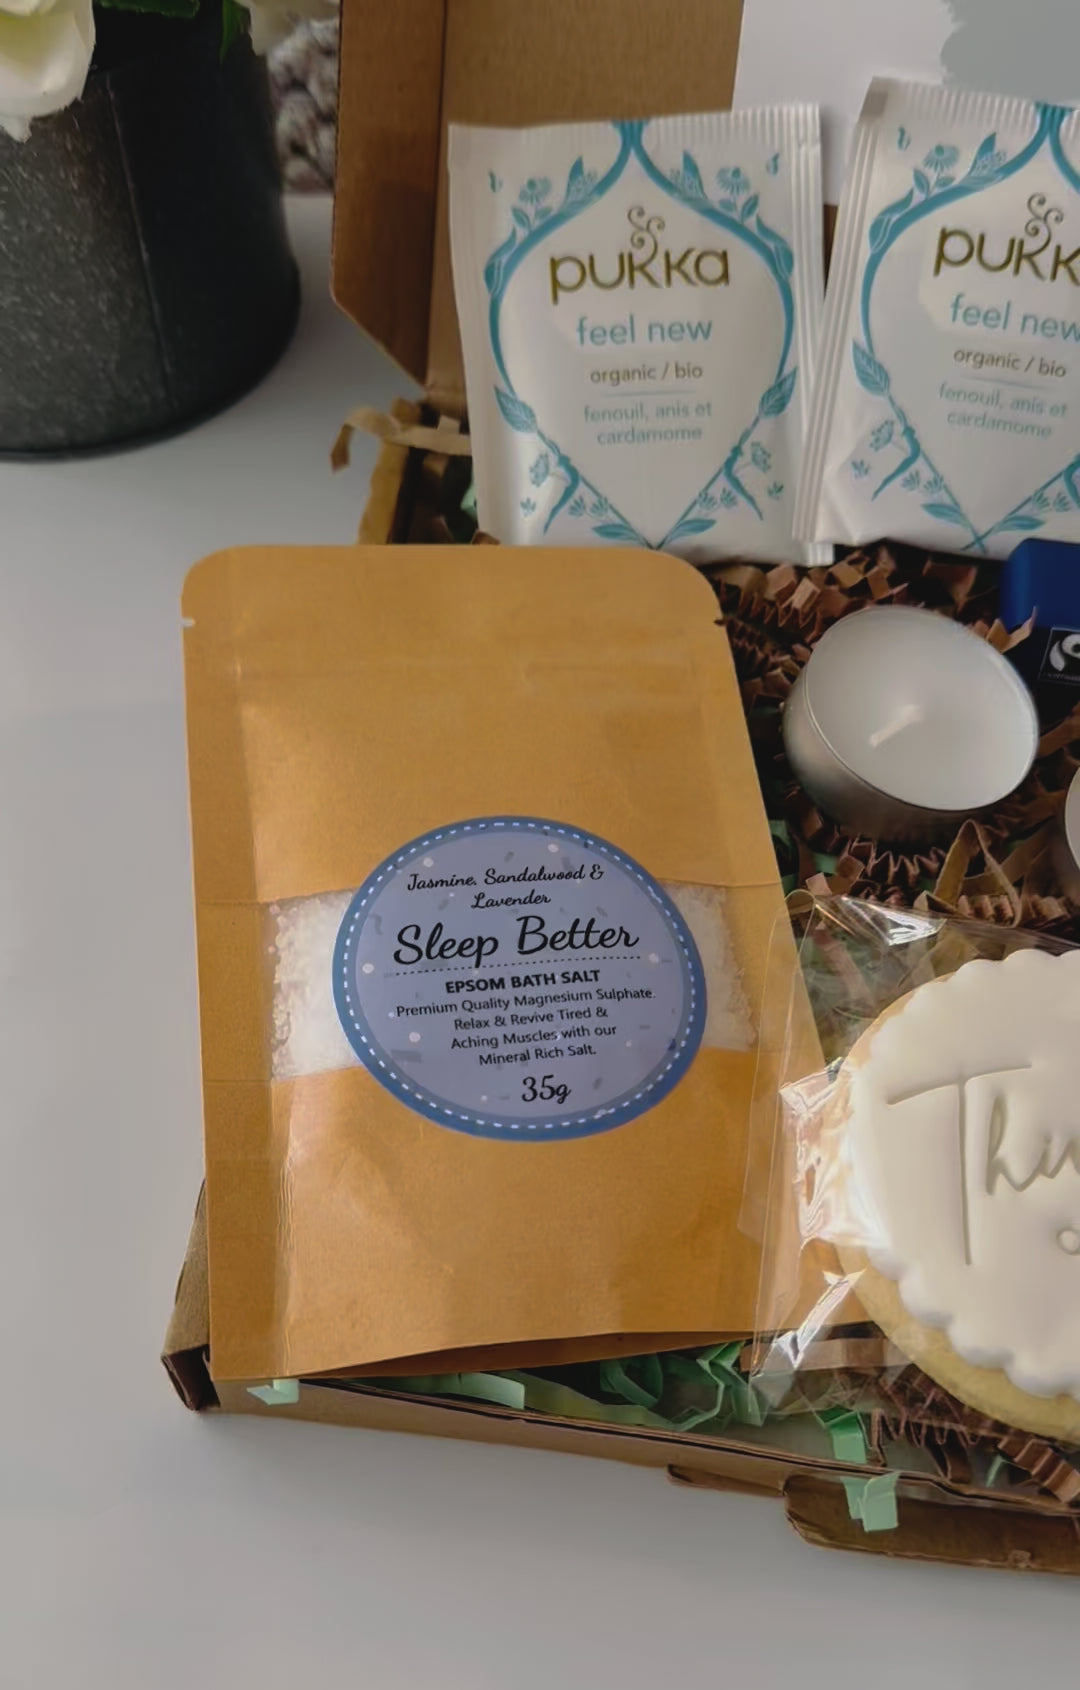 pukka
feel new
organic / bio
fenouil, anis et
cardamome
pukk
feel new
organic / bio
fenouil, anis et
cardamome
Jasmine, Sandalwood &
Lavender
Sleep Better
EPSOM BATH SALT
Premium Quality Magnesium Sulphate.
Relax & Revive Tired &
Aching Muscles with our
Mineral Rich Salt.
35g